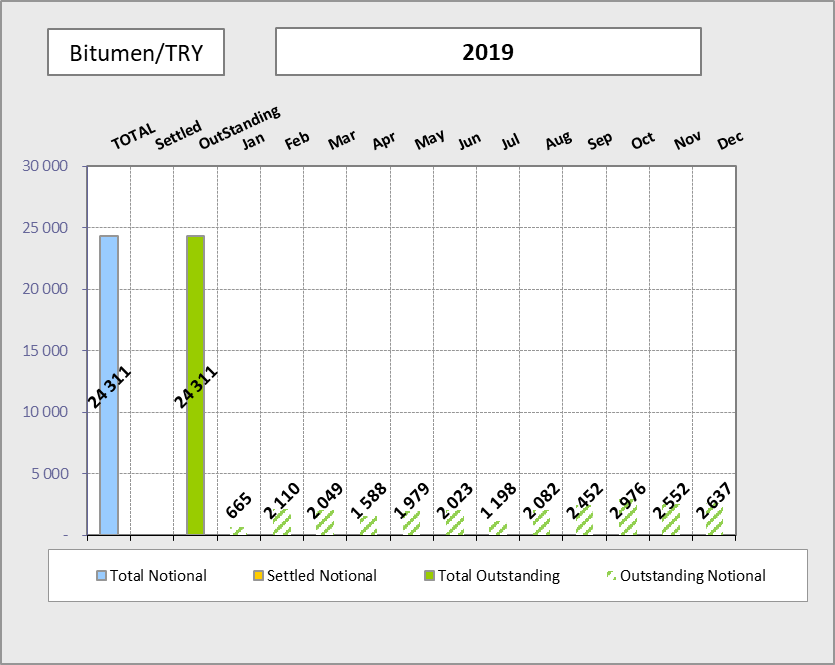 Bitumen/TRY
2019
TOTAL Settled OutStanding Jan Feb Mar Apr May Jun Jul Aug Sep Oct Nov Dec
30 000
25 000
20 000
15 000
24 311 24 311
10 000
5 000
665 2 110 2 049 1 588 1 979 2 023 1 198 2 082 2 452 2 976 2 552 2 637
-
Total Notional Settled Notional Total Outstanding Outstanding Notional